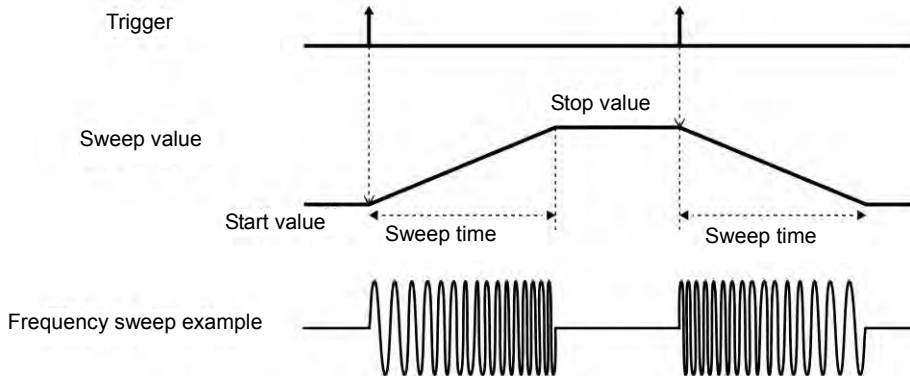 Trigger
Stop value
Sweep value
Start value
Sweep time
Sweep time
Frequency sweep example